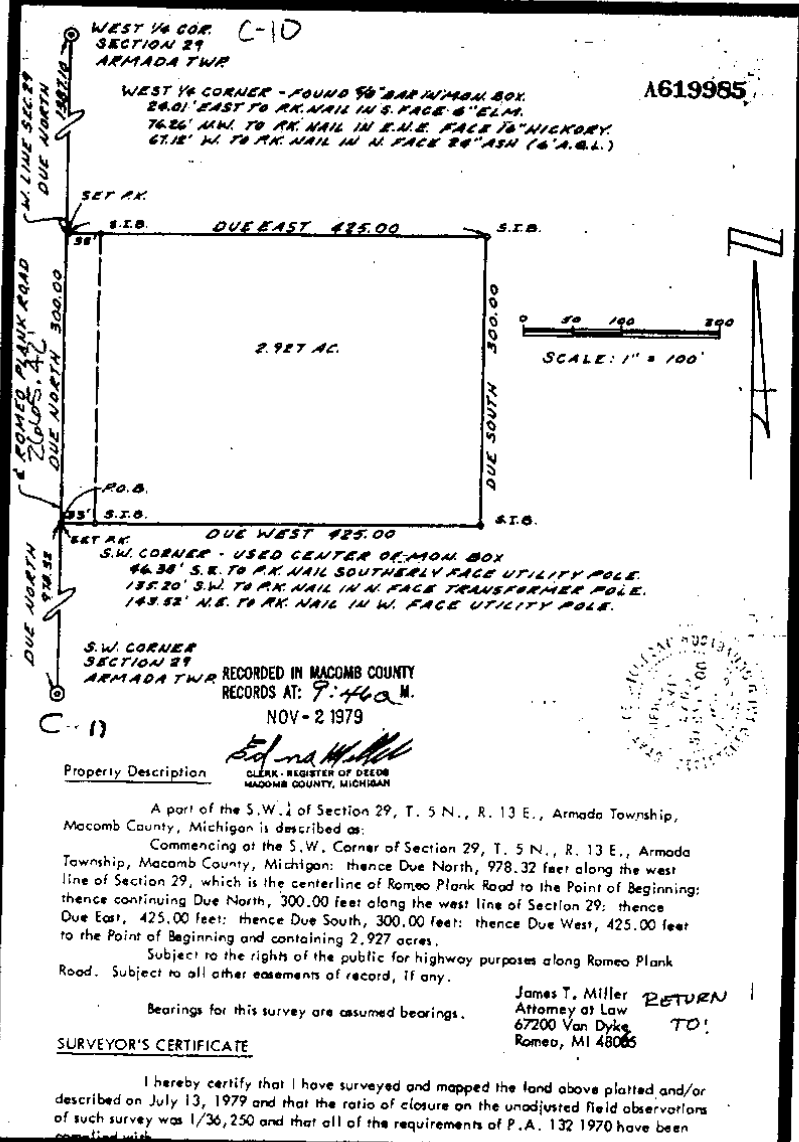 WEST 1/4 COR. C-10
SECTION 29
ARMADA TWP.
WEST 1/4 CORNER - FOUND 5/8" BAR IN MON. BOX.
24.01' EAST TO P.K. NAIL IN S. FACE 6" ELM.
76.26' N.W. TO P.K. NAIL IN E.N.E. FACE 16" HICKORY.
67.12' W. TO P.K. NAIL IN N. FACE 24" ASH (6' A.G.L.)
A619985
W. LINE SEC. 29
DUE NORTH
1387.10
SET P.K.
S.I.B.
DUE EAST 425.00
S.I.B.
33'
℄ ROMEO PLANK ROAD
2665.42
DUE NORTH 300.00
2.927 AC.
DUE SOUTH 300.00
0 50 100 200
SCALE: 1" = 100'
P.O.B.
33'
S.I.B.
S.I.B.
SET P.K.
DUE WEST 425.00
DUE NORTH
978.32
S.W. CORNER - USED CENTER OF MON. BOX
46.38' S.E. TO P.K. NAIL SOUTHERLY FACE UTILITY POLE.
135.20' S.W. TO P.K. NAIL IN N. FACE TRANSFORMER POLE.
143.52' N.E. TO P.K. NAIL IN W. FACE UTILITY POLE.
S.W. CORNER
SECTION 29
ARMADA TWP.
C-11
RECORDED IN MACOMB COUNTY
RECORDS AT: 9:46 a M.
NOV - 2 1979
Edna Miller
CLERK - REGISTER OF DEEDS
MACOMB COUNTY, MICHIGAN
Property Description
A part of the S.W. ¼ of Section 29, T. 5 N., R. 13 E., Armada Township,
Macomb County, Michigan is described as:
Commencing at the S.W. Corner of Section 29, T. 5 N., R. 13 E., Armada
Township, Macomb County, Michigan: thence Due North, 978.32 feet along the west
line of Section 29, which is the centerline of Romeo Plank Road to the Point of Beginning:
thence continuing Due North, 300.00 feet along the west line of Section 29: thence
Due East, 425.00 feet: thence Due South, 300.00 feet: thence Due West, 425.00 feet
to the Point of Beginning and containing 2.927 acres.
Subject to the rights of the public for highway purposes along Romeo Plank
Road. Subject to all other easements of record, if any.
Bearings for this survey are assumed bearings.
James T. Miller
Attorney at Law
67200 Van Dyke
Romeo, MI 48065
RETURN
TO!
SURVEYOR'S CERTIFICATE
I hereby certify that I have surveyed and mapped the land above platted and/or
described on July 13, 1979 and that the ratio of closure on the unadjusted field observations
of such survey was 1/36,250 and that all of the requirements of P.A. 132 1970 have been
complied with.